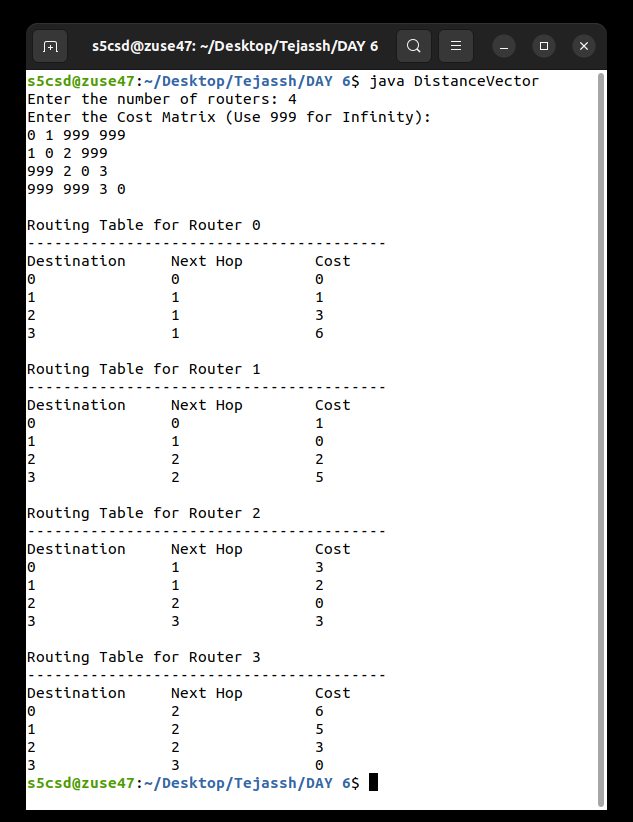 s5csd@zuse47: ~/Desktop/Tejassh/DAY 6
s5csd@zuse47:~/Desktop/Tejassh/DAY 6$ java DistanceVector
Enter the number of routers: 4
Enter the Cost Matrix (Use 999 for Infinity):
0 1 999 999
1 0 2 999
999 2 0 3
999 999 3 0
Routing Table for Router 0
----------------------------------------
Destination     Next Hop        Cost
0               0               0
1               1               1
2               1               3
3               1               6
Routing Table for Router 1
----------------------------------------
Destination     Next Hop        Cost
0               0               1
1               1               0
2               2               2
3               2               5
Routing Table for Router 2
----------------------------------------
Destination     Next Hop        Cost
0               1               3
1               1               2
2               2               0
3               3               3
Routing Table for Router 3
----------------------------------------
Destination     Next Hop        Cost
0               2               6
1               2               5
2               2               3
3               3               0
s5csd@zuse47:~/Desktop/Tejassh/DAY 6$